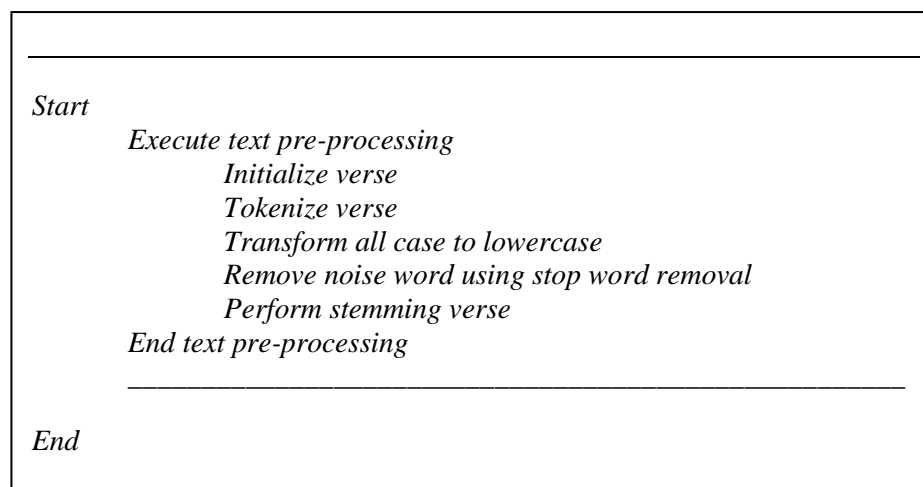 Start
Execute text pre-processing
Initialize verse
Tokenize verse
Transform all case to lowercase
Remove noise word using stop word removal
Perform stemming verse
End text pre-processing
End